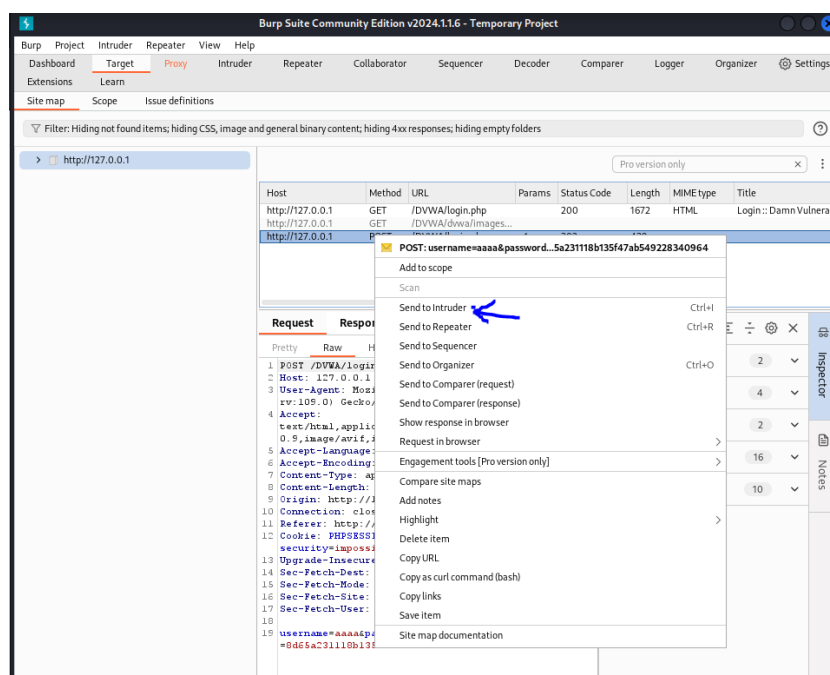 Burp Suite Community Edition v2024.1.1.6 - Temporary Project
Burp Project Intruder Repeater View Help
Dashboard Target Proxy Intruder Repeater Collaborator Sequencer Decoder Comparer Logger Organizer Settings
Extensions Learn
Site map Scope Issue definitions
Filter: Hiding not found items; hiding CSS, image and general binary content; hiding 4xx responses; hiding empty folders
http://127.0.0.1
Pro version only
Host Method URL Params Status Code Length MIME type Title
http://127.0.0.1 GET /DVWA/login.php 200 1672 HTML Login :: Damn Vulnera
http://127.0.0.1 GET /DVWA/dvwa/images...
http://127.0.0.1
POST: username=aaaa&password...5a231118b135f47ab549228340964
Add to scope
Scan
Send to Intruder Ctrl+I
Send to Repeater Ctrl+R
Send to Sequencer
Send to Organizer Ctrl+O
Send to Comparer (request)
Send to Comparer (response)
Show response in browser
Request in browser
Engagement tools [Pro version only]
Compare site maps
Add notes
Highlight
Delete item
Copy URL
Copy as curl command (bash)
Copy links
Save item
Site map documentation
Request Respor
Pretty Raw H
1 POST /DVWA/login
2 Host: 127.0.0.1
3 User-Agent: Mozi
rv:109.0) Gecko/
4 Accept:
text/html,applic
0.9,image/avif,i
5 Accept-Language:
6 Accept-Encoding:
7 Content-Type: ap
8 Content-Length:
9 Origin: http://1
10 Connection: clos
11 Referer: http://
12 Cookie: PHPSESSI
security=impossi
13 Upgrade-Insecure
14 Sec-Fetch-Dest:
15 Sec-Fetch-Mode:
16 Sec-Fetch-Site:
17 Sec-Fetch-User:
18
19 username=aaaa&pa
=8d65a231118b135
2
4
2
16
10
Inspector
Notes